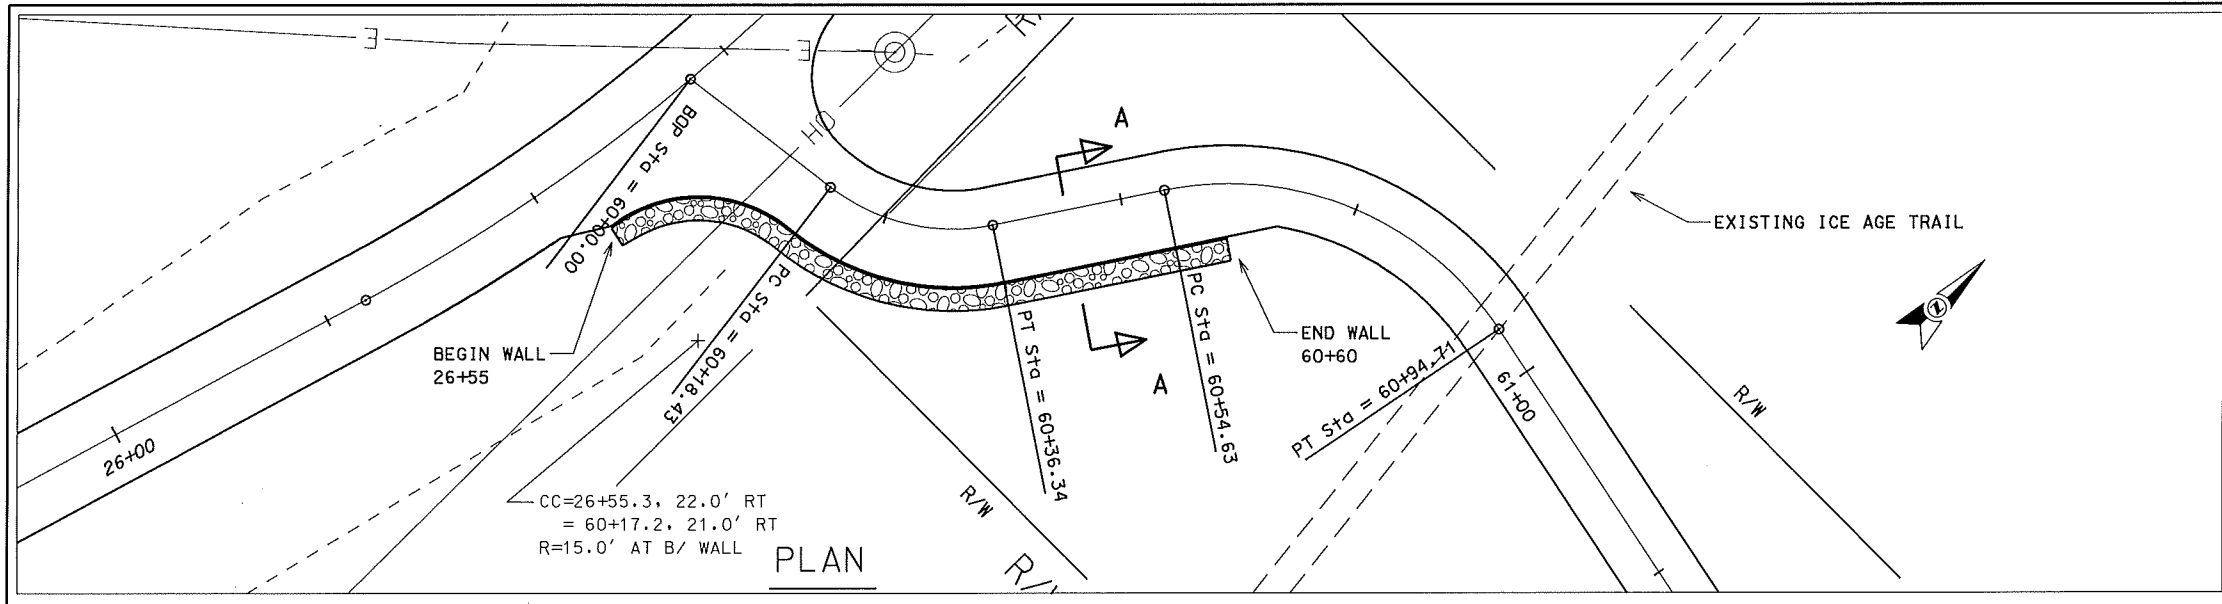 E
E
R/
OH
BOP Sta = 60+00.00
A
EXISTING ICE AGE TRAIL
BEGIN WALL
26+55
PC Sta = 60+18.43
PT Sta = 60+36.34
PC Sta = 60+54.63
END WALL
60+60
A
PT Sta = 60+94.71
61+00
R/W
26+00
CC=26+55.3, 22.0' RT
= 60+17.2, 21.0' RT
R=15.0' AT B/ WALL
R/W
PLAN
R/
Z